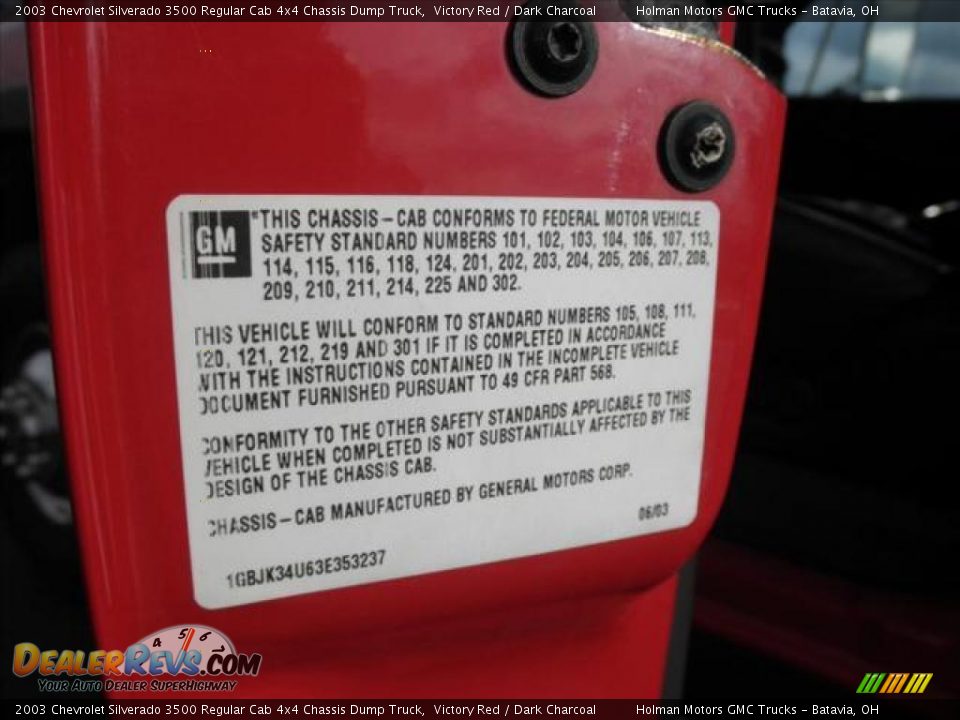 2003 Chevrolet Silverado 3500 Regular Cab 4x4 Chassis Dump Truck, Victory Red / Dark Charcoal Holman Motors GMC Trucks - Batavia, OH
GM
THIS CHASSIS-CAB CONFORMS TO FEDERAL MOTOR VEHICLE
SAFETY STANDARD NUMBERS 101, 102, 103, 104, 106, 107, 113,
114, 115, 116, 118, 124, 201, 202, 203, 204, 205, 206, 207, 208,
209, 210, 211, 214, 225 AND 302.
THIS VEHICLE WILL CONFORM TO STANDARD NUMBERS 105, 108, 111,
120, 121, 212, 219 AND 301 IF IT IS COMPLETED IN ACCORDANCE
WITH THE INSTRUCTIONS CONTAINED IN THE INCOMPLETE VEHICLE
DOCUMENT FURNISHED PURSUANT TO 49 CFR PART 568.
CONFORMITY TO THE OTHER SAFETY STANDARDS APPLICABLE TO THIS
VEHICLE WHEN COMPLETED IS NOT SUBSTANTIALLY AFFECTED BY THE
DESIGN OF THE CHASSIS CAB.
CHASSIS-CAB MANUFACTURED BY GENERAL MOTORS CORP.
06/03
1GBJK34U63E353237
4 5 6
DEALERREVS.COM
YOUR AUTO DEALER SUPERHIGHWAY
2003 Chevrolet Silverado 3500 Regular Cab 4x4 Chassis Dump Truck, Victory Red / Dark Charcoal Holman Motors GMC Trucks - Batavia, OH